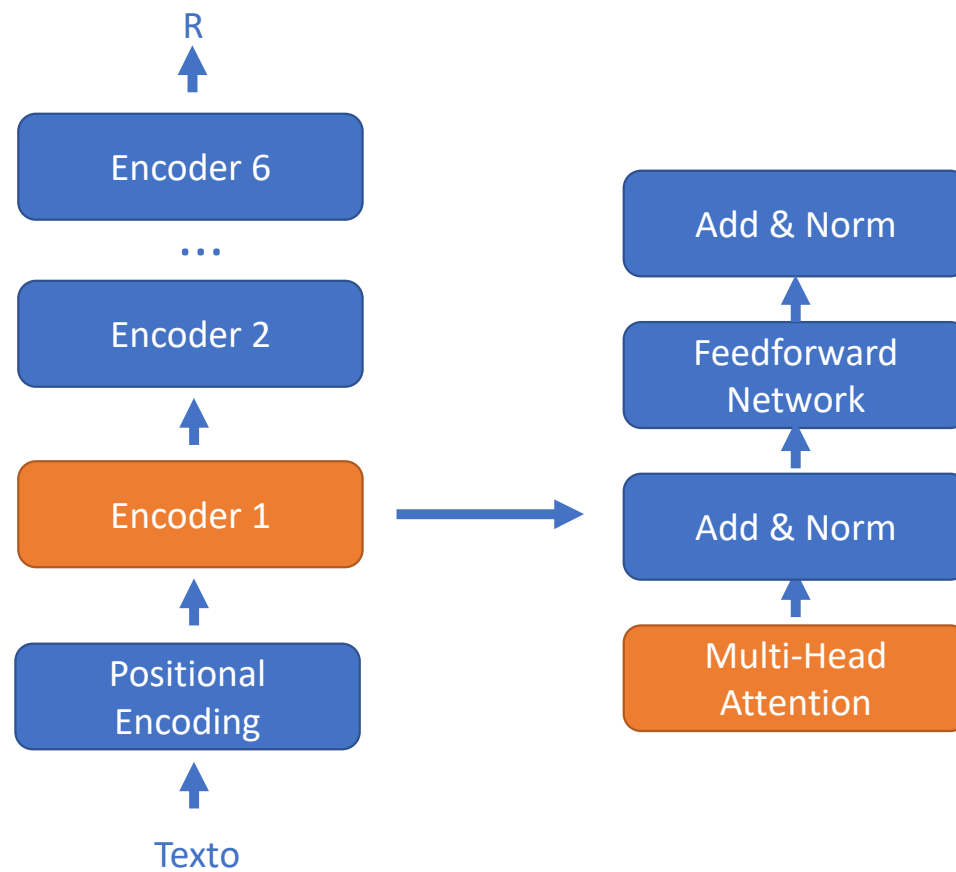 R
Encoder 6
...
Encoder 2
Encoder 1
Positional
Encoding
Texto
Add & Norm
Feedforward
Network
Add & Norm
Multi-Head
Attention